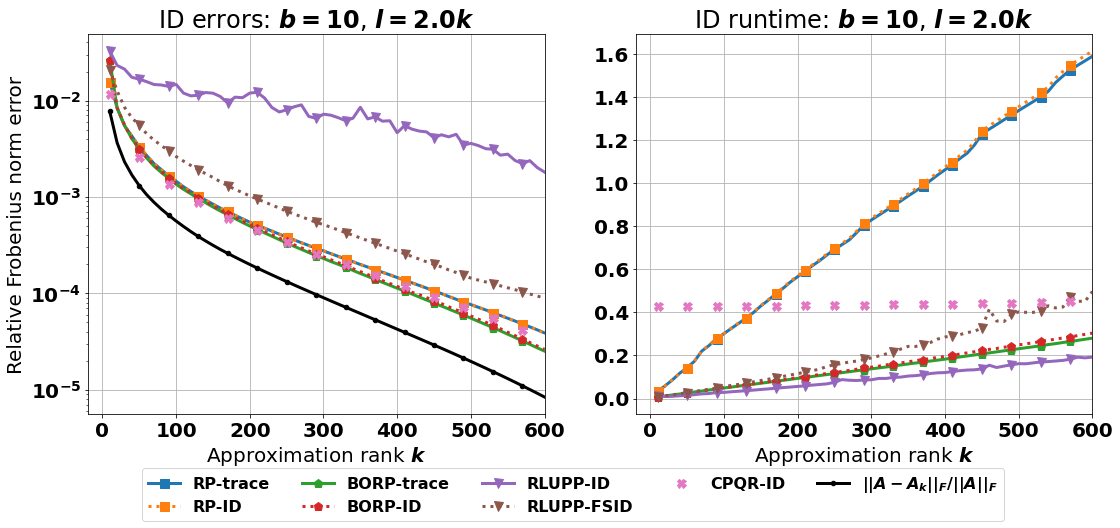 ID errors: b = 10, l = 2.0k
Relative Frobenius norm error
10⁻²
10⁻³
10⁻⁴
10⁻⁵
0 100 200 300 400 500 600
Approximation rank k
ID runtime: b = 10, l = 2.0k
1.6
1.4
1.2
1.0
0.8
0.6
0.4
0.2
0.0
0 100 200 300 400 500 600
Approximation rank k
RP-trace BORP-trace RLUPP-ID CPQR-ID ||A − Aₖ||F/||A||F
RP-ID BORP-ID RLUPP-FSID